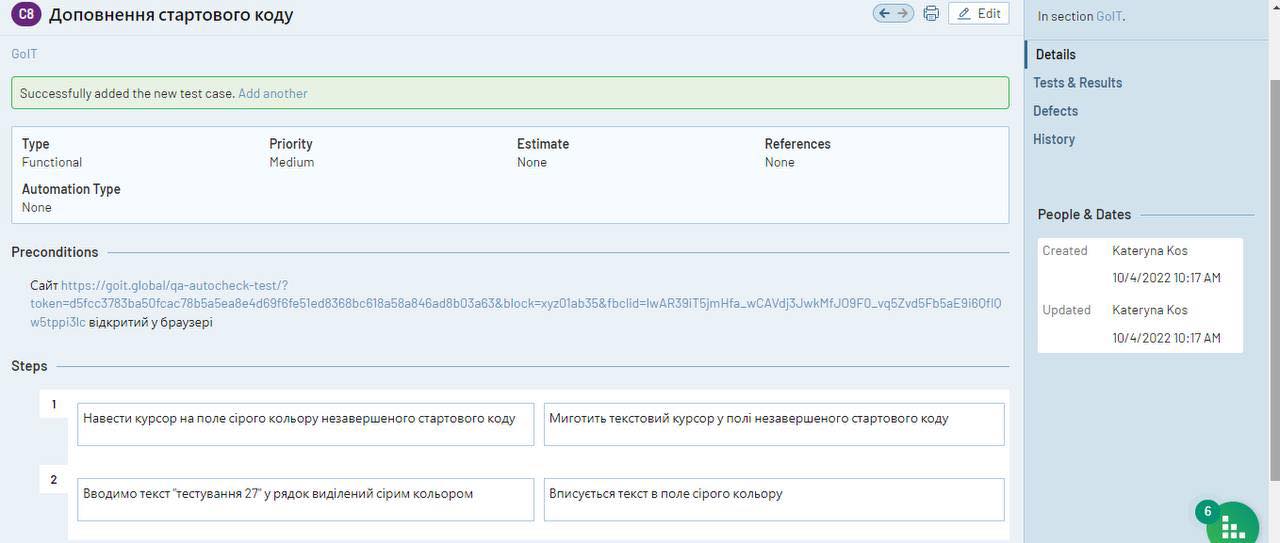 C8 Доповнення стартового коду
Edit
GoIT
Successfully added the new test case. Add another
Type Priority Estimate References
Functional Medium None None
Automation Type
None
Preconditions
Сайт https://goit.global/qa-autocheck-test/?
token=d5fcc3783ba50fcac78b5a5ea8e4d69f6fe51ed8368bc618a58a846ad8b03a63&block=xyz01ab35&fbclid=IwAR39iT5jmHfa_wCAVdj3JwkMfJO9F0_vq5Zvd5Fb5aE9i6QflQ
w5tppi3lc відкритий у браузері
Steps
1
Навести курсор на поле сірого кольору незавершеного стартового коду
Миготить текстовий курсор у полі незавершеного стартового коду
2
Вводимо текст "тестування 27" у рядок виділений сірим кольором
Вписується текст в поле сірого кольору
In section GoIT.
Details
Tests & Results
Defects
History
People & Dates
Created Kateryna Kos
10/4/2022 10:17 AM
Updated Kateryna Kos
10/4/2022 10:17 AM
6